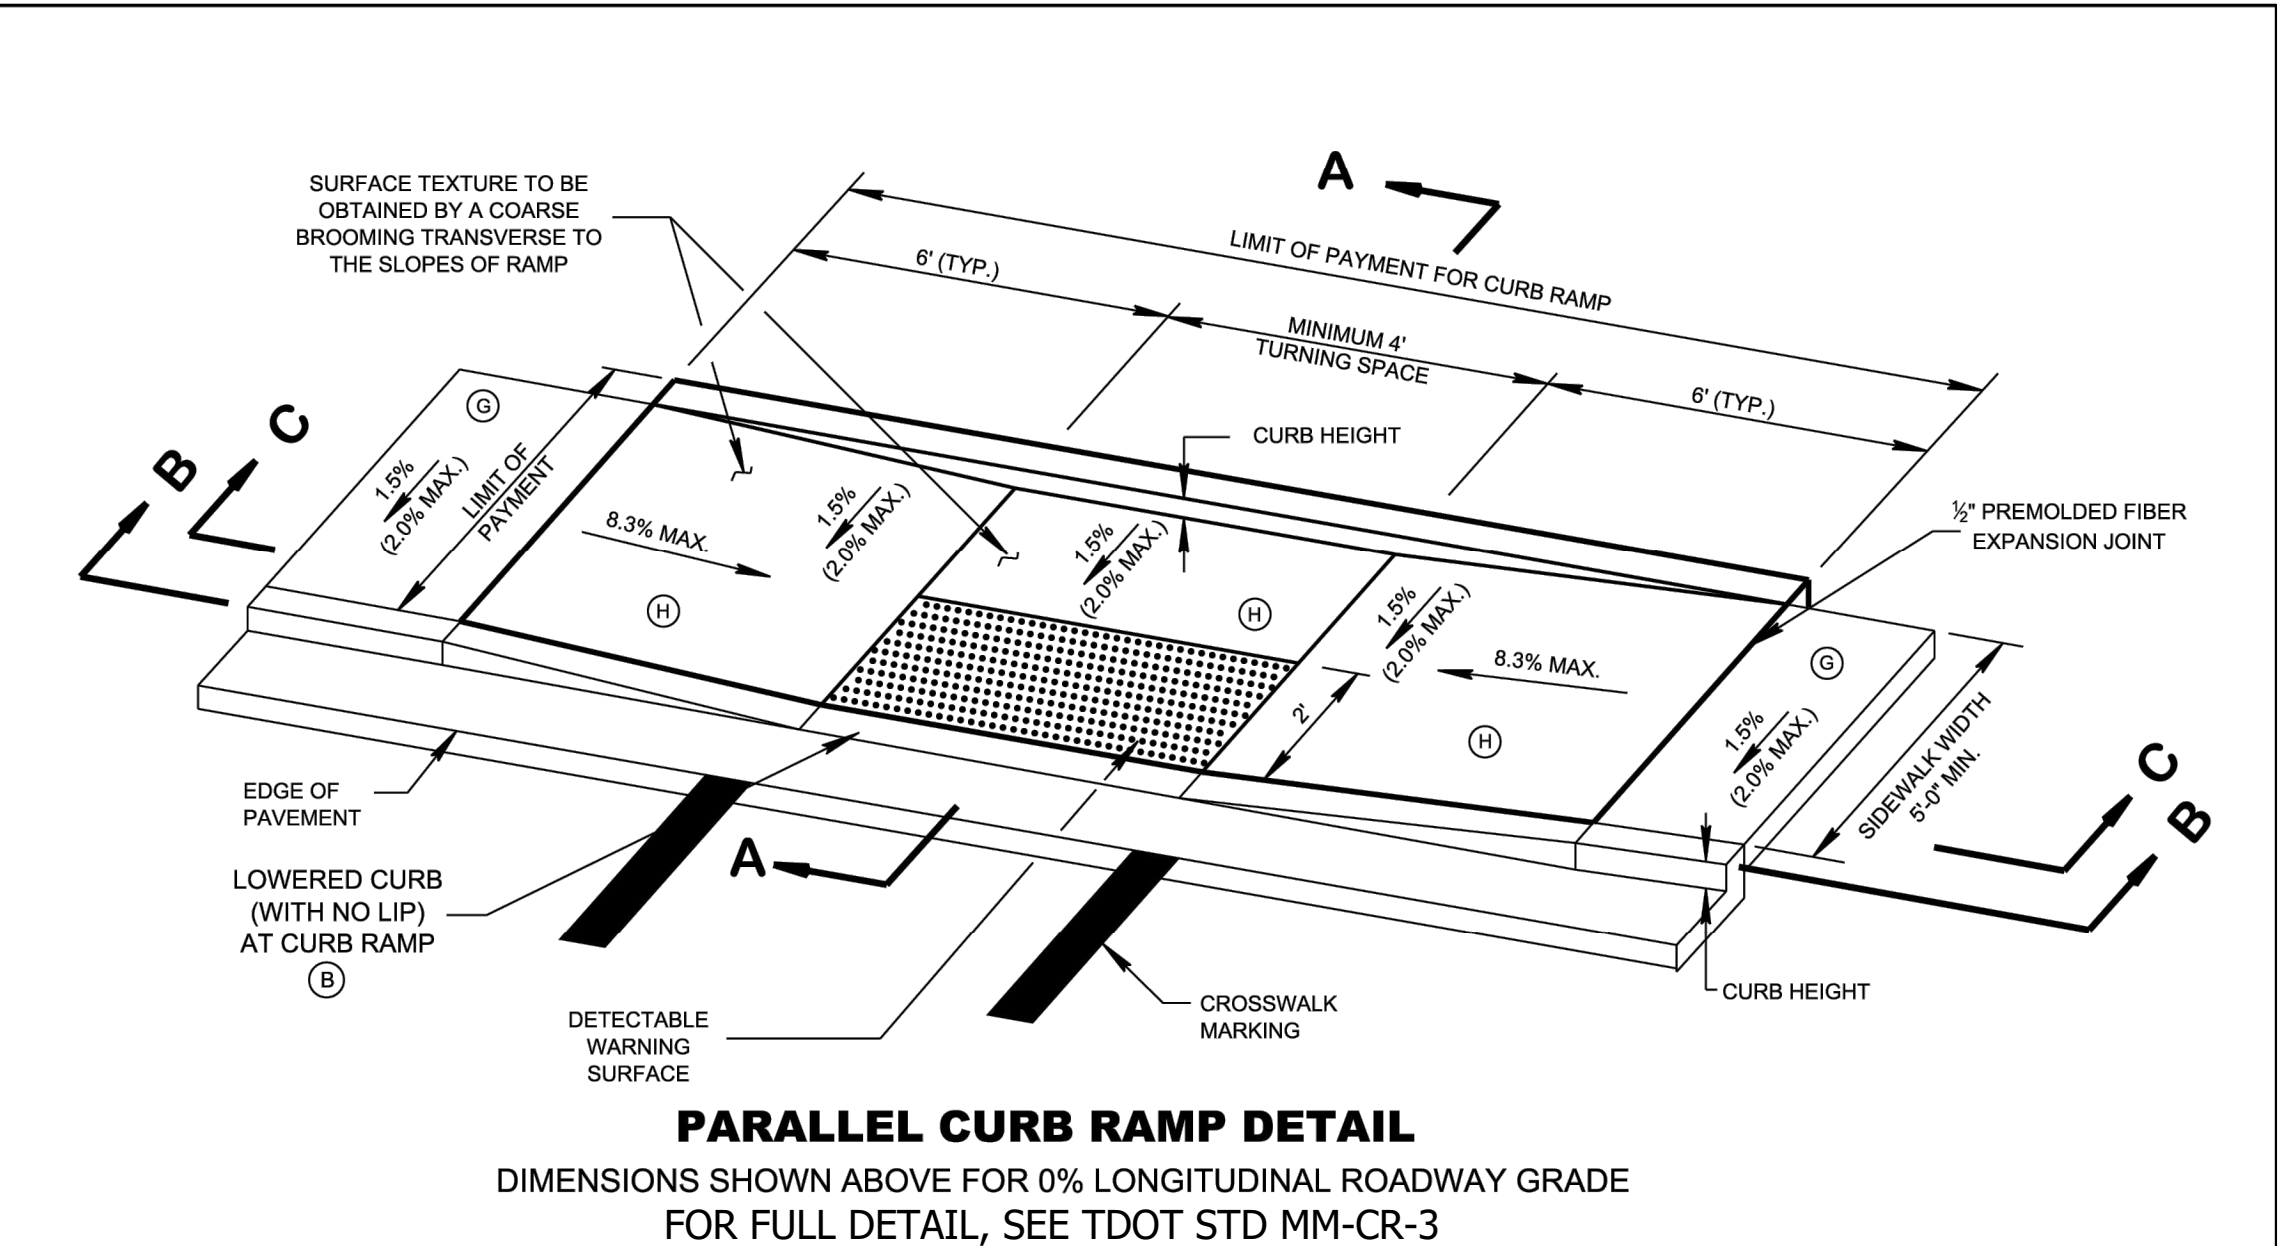 A
SURFACE TEXTURE TO BE
OBTAINED BY A COARSE
BROOMING TRANSVERSE TO
THE SLOPES OF RAMP
LIMIT OF PAYMENT FOR CURB RAMP
6' (TYP.)
MINIMUM 4'
TURNING SPACE
6' (TYP.)
CURB HEIGHT
G
C
B
1.5%
(2.0% MAX.)
LIMIT OF
PAYMENT
8.3% MAX.
1.5%
(2.0% MAX.)
1.5%
(2.0% MAX.)
½" PREMOLDED FIBER
EXPANSION JOINT
H
H
1.5%
(2.0% MAX.)
8.3% MAX.
G
2'
H
1.5%
(2.0% MAX.)
SIDEWALK WIDTH
5'-0" MIN.
C
B
EDGE OF
PAVEMENT
A
LOWERED CURB
(WITH NO LIP)
AT CURB RAMP
B
CURB HEIGHT
CROSSWALK
MARKING
DETECTABLE
WARNING
SURFACE
PARALLEL CURB RAMP DETAIL
DIMENSIONS SHOWN ABOVE FOR 0% LONGITUDINAL ROADWAY GRADE
FOR FULL DETAIL, SEE TDOT STD MM-CR-3